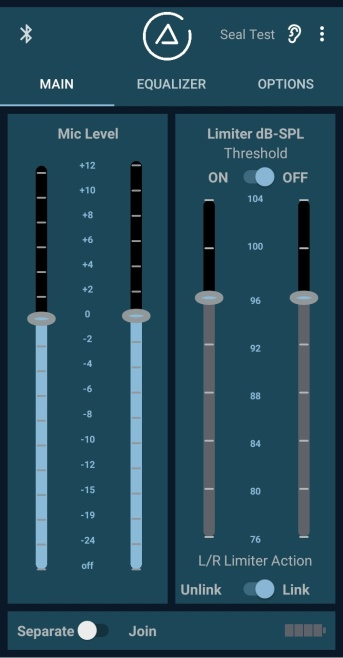 Seal Test
MAIN EQUALIZER OPTIONS
Mic Level
+12
+10
+8
+6
+4
+2
0
-2
-4
-6
-8
-10
-12
-15
-19
-24
off
Limiter dB-SPL
Threshold
ON OFF
104
100
96
92
88
84
80
76
L/R Limiter Action
Unlink Link
Separate Join